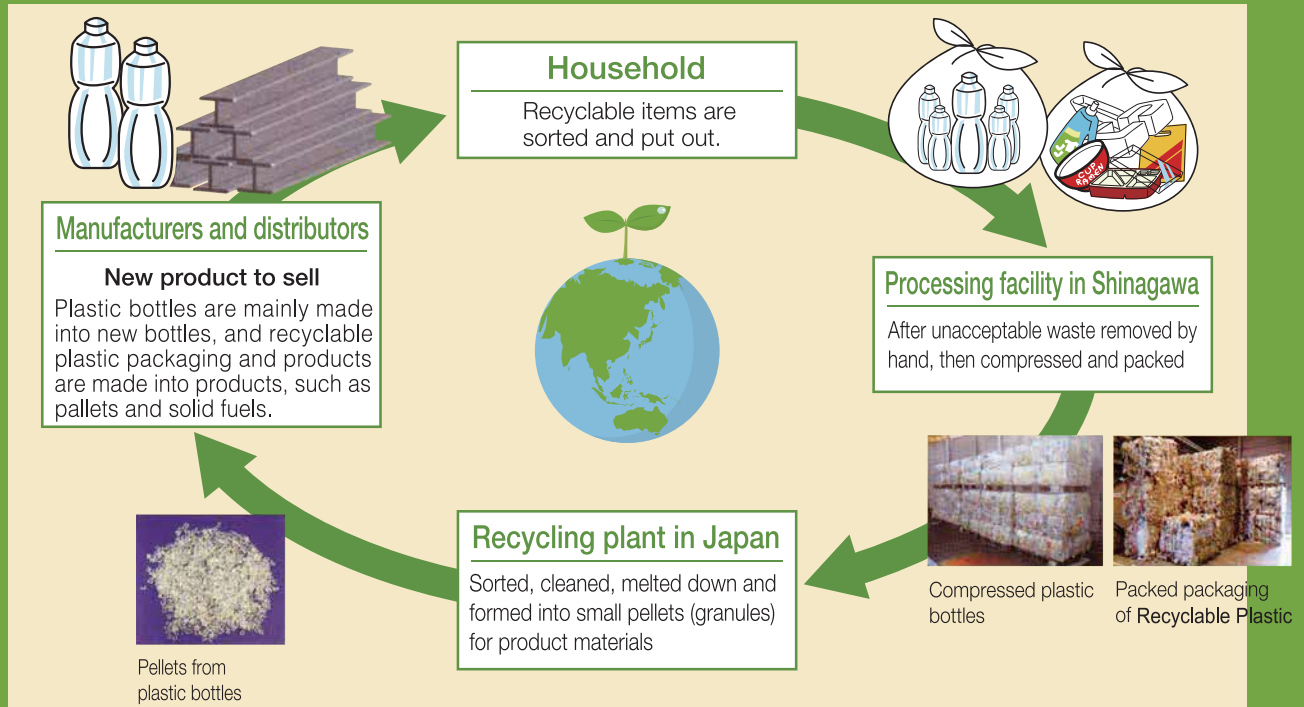 Household
Recyclable items are
sorted and put out.
CUP
RAMEN
Processing facility in Shinagawa
After unacceptable waste removed by
hand, then compressed and packed
Compressed plastic
bottles
Packed packaging
of Recyclable Plastic
Recycling plant in Japan
Sorted, cleaned, melted down and
formed into small pellets (granules)
for product materials
Pellets from
plastic bottles
Manufacturers and distributors
New product to sell
Plastic bottles are mainly made
into new bottles, and recyclable
plastic packaging and products
are made into products, such as
pallets and solid fuels.